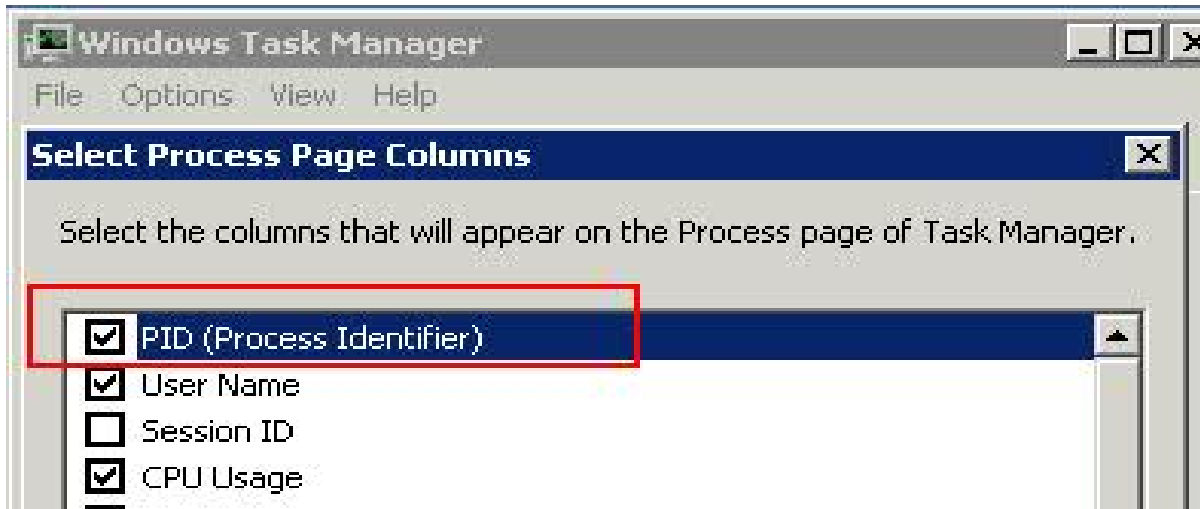 Windows Task Manager
File Options View Help
Select Process Page Columns
Select the columns that will appear on the Process page of Task Manager.
PID (Process Identifier)
User Name
Session ID
CPU Usage